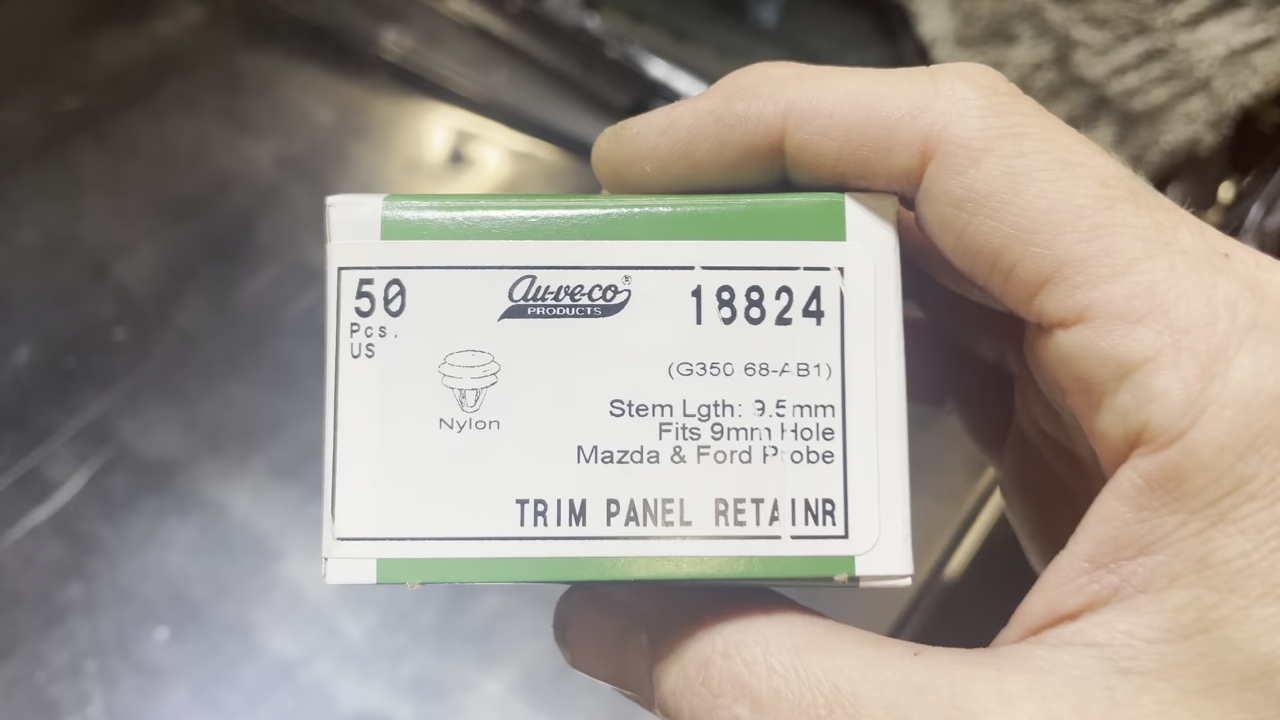 50
Pcs.
US
Au-ve-co®
PRODUCTS
18824
(G350 68-AB1)
Nylon
Stem Lgth: 9.5mm
Fits 9mm Hole
Mazda & Ford Probe
TRIM PANEL RETAINR